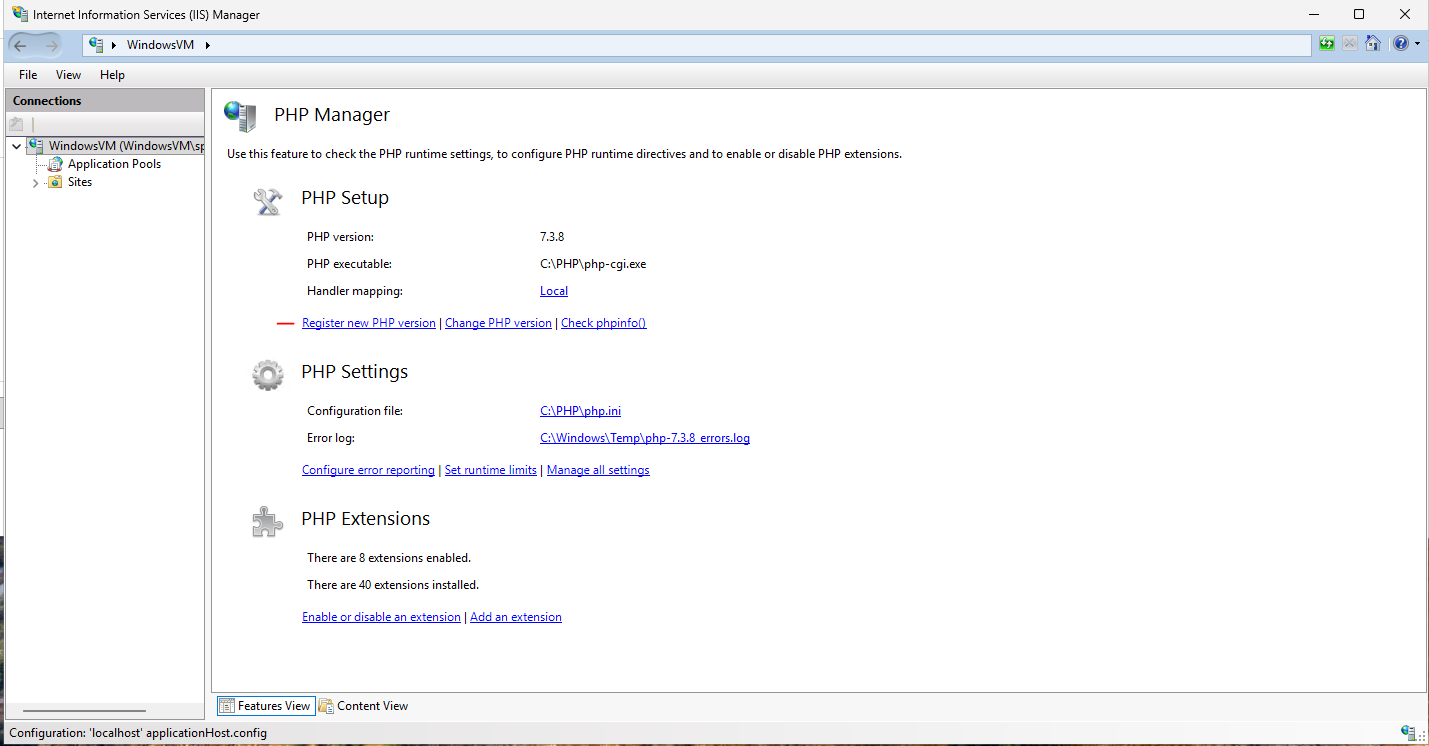 Internet Information Services (IIS) Manager
WindowsVM
File View Help
Connections
WindowsVM (WindowsVM\sp
Application Pools
Sites
PHP Manager
Use this feature to check the PHP runtime settings, to configure PHP runtime directives and to enable or disable PHP extensions.
PHP Setup
PHP version: 7.3.8
PHP executable: C:\PHP\php-cgi.exe
Handler mapping: Local
Register new PHP version | Change PHP version | Check phpinfo()
PHP Settings
Configuration file: C:\PHP\php.ini
Error log: C:\Windows\Temp\php-7.3.8_errors.log
Configure error reporting | Set runtime limits | Manage all settings
PHP Extensions
There are 8 extensions enabled.
There are 40 extensions installed.
Enable or disable an extension | Add an extension
Features View Content View
Configuration: 'localhost' applicationHost.config